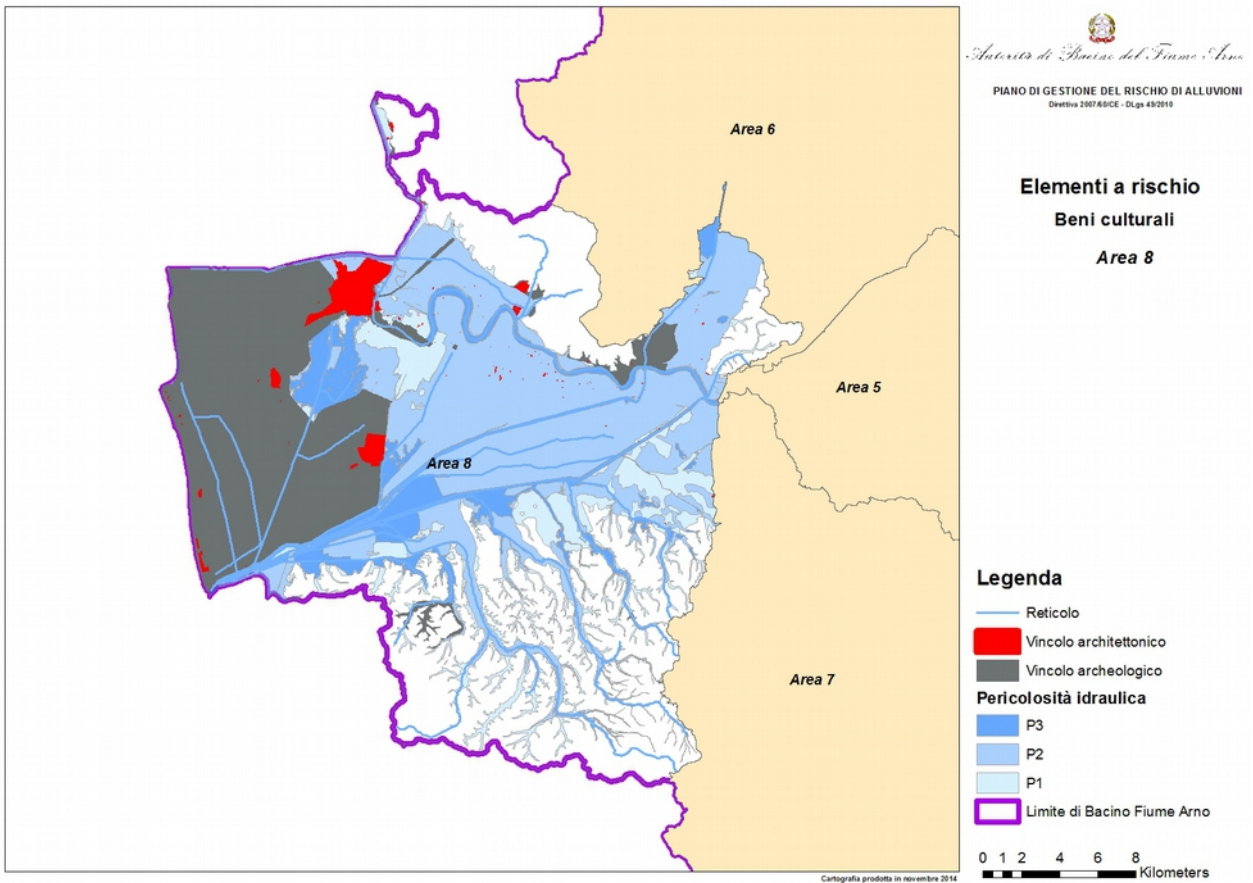 Autorità di Bacino del Fiume Arno
PIANO DI GESTIONE DEL RISCHIO DI ALLUVIONI
Direttiva 2007/60/CE - DLgs 49/2010
Elementi a rischio
Beni culturali
Area 8
Area 6
Area 5
Area 8
Area 7
Legenda
Reticolo
Vincolo architettonico
Vincolo archeologico
Pericolosità idraulica
P3
P2
P1
Limite di Bacino Fiume Arno
0 1 2 4 6 8
Kilometers
Cartografia prodotta in novembre 2014